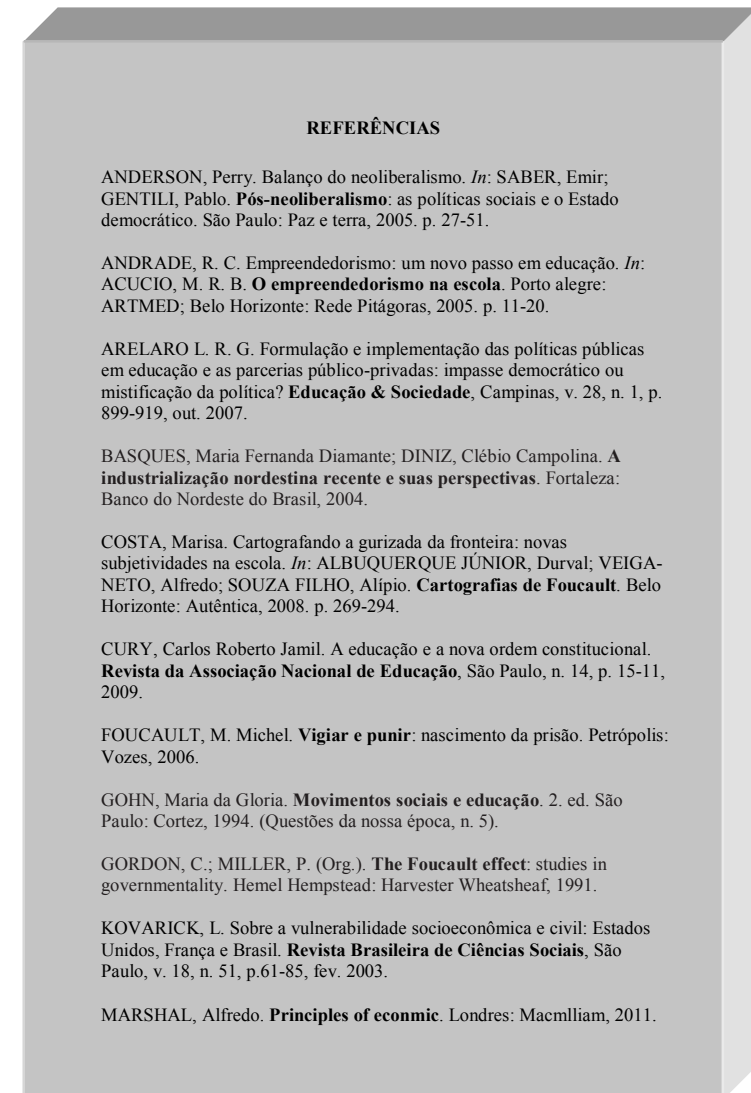 REFERÊNCIAS
ANDERSON, Perry. Balanço do neoliberalismo. In: SABER, Emir;
GENTILI, Pablo. Pós-neoliberalismo: as políticas sociais e o Estado
democrático. São Paulo: Paz e terra, 2005. p. 27-51.
ANDRADE, R. C. Empreendedorismo: um novo passo em educação. In:
ACUCIO, M. R. B. O empreendedorismo na escola. Porto alegre:
ARTMED; Belo Horizonte: Rede Pitágoras, 2005. p. 11-20.
ARELARO L. R. G. Formulação e implementação das políticas públicas
em educação e as parcerias público-privadas: impasse democrático ou
mistificação da política? Educação & Sociedade, Campinas, v. 28, n. 1, p.
899-919, out. 2007.
BASQUES, Maria Fernanda Diamante; DINIZ, Clébio Campolina. A
industrialização nordestina recente e suas perspectivas. Fortaleza:
Banco do Nordeste do Brasil, 2004.
COSTA, Marisa. Cartografando a gurizada da fronteira: novas
subjetividades na escola. In: ALBUQUERQUE JÚNIOR, Durval; VEIGA-
NETO, Alfredo; SOUZA FILHO, Alípio. Cartografias de Foucault. Belo
Horizonte: Autêntica, 2008. p. 269-294.
CURY, Carlos Roberto Jamil. A educação e a nova ordem constitucional.
Revista da Associação Nacional de Educação, São Paulo, n. 14, p. 15-11,
2009.
FOUCAULT, M. Michel. Vigiar e punir: nascimento da prisão. Petrópolis:
Vozes, 2006.
GOHN, Maria da Gloria. Movimentos sociais e educação. 2. ed. São
Paulo: Cortez, 1994. (Questões da nossa época, n. 5).
GORDON, C.; MILLER, P. (Org.). The Foucault effect: studies in
governmentality. Hemel Hempstead: Harvester Wheatsheaf, 1991.
KOVARICK, L. Sobre a vulnerabilidade socioeconômica e civil: Estados
Unidos, França e Brasil. Revista Brasileira de Ciências Sociais, São
Paulo, v. 18, n. 51, p.61-85, fev. 2003.
MARSHAL, Alfredo. Principles of econmic. Londres: Macmlliam, 2011.